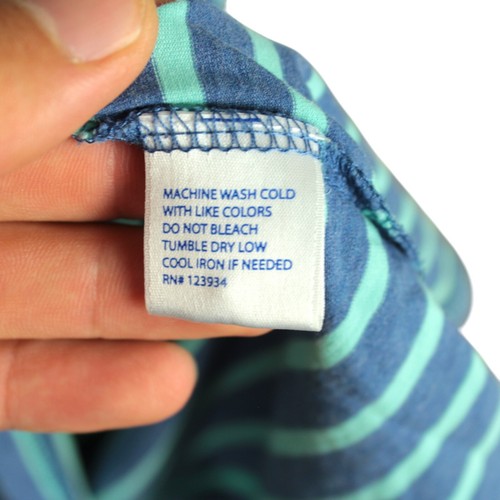 MACHINE WASH COLD
WITH LIKE COLORS
DO NOT BLEACH
TUMBLE DRY LOW
COOL IRON IF NEEDED
RN# 123934